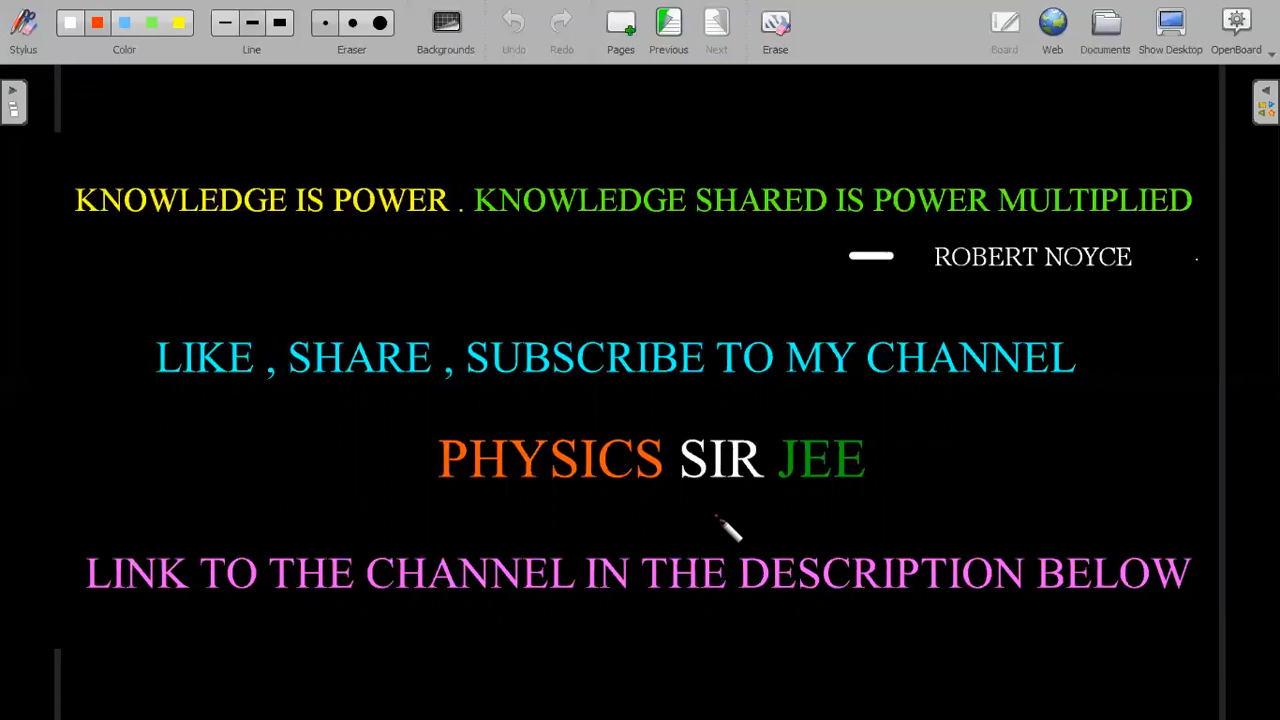 Stylus Color Line Eraser Backgrounds Undo Redo Pages Previous Next Erase Board Web Documents Show Desktop OpenBoard
KNOWLEDGE IS POWER . KNOWLEDGE SHARED IS POWER MULTIPLIED
— ROBERT NOYCE .
LIKE , SHARE , SUBSCRIBE TO MY CHANNEL
PHYSICS SIR JEE
LINK TO THE CHANNEL IN THE DESCRIPTION BELOW